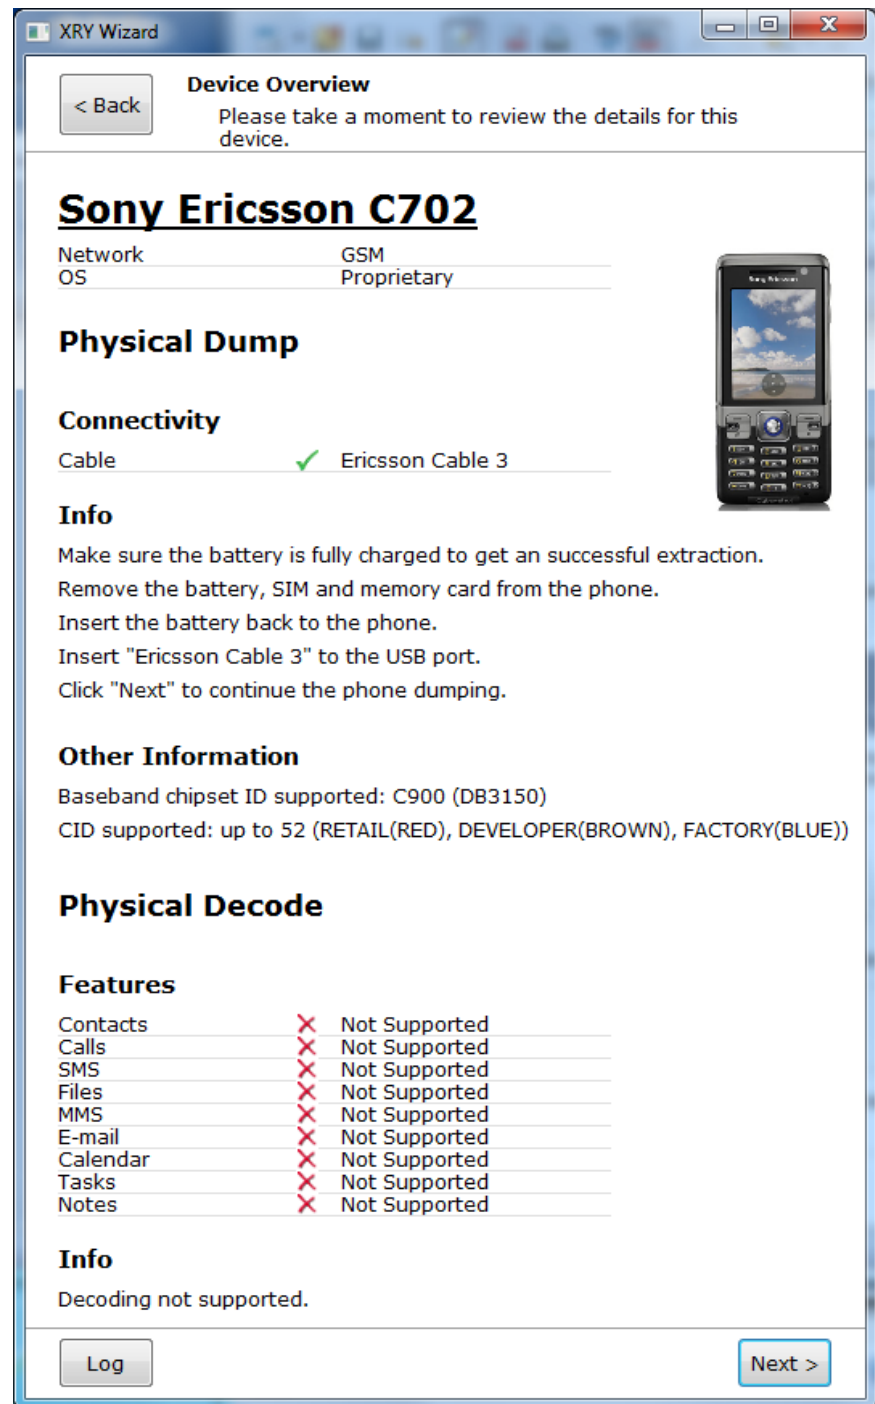 XRY Wizard
< Back
Device Overview
Please take a moment to review the details for this
device.
Sony Ericsson C702
Network GSM
OS Proprietary
Sony Ericsson
Physical Dump
Connectivity
Cable Ericsson Cable 3
Info
Make sure the battery is fully charged to get an successful extraction.
Remove the battery, SIM and memory card from the phone.
Insert the battery back to the phone.
Insert "Ericsson Cable 3" to the USB port.
Click "Next" to continue the phone dumping.
Other Information
Baseband chipset ID supported: C900 (DB3150)
CID supported: up to 52 (RETAIL(RED), DEVELOPER(BROWN), FACTORY(BLUE))
Physical Decode
Features
Contacts Not Supported
Calls Not Supported
SMS Not Supported
Files Not Supported
MMS Not Supported
E-mail Not Supported
Calendar Not Supported
Tasks Not Supported
Notes Not Supported
Info
Decoding not supported.
Log
Next >